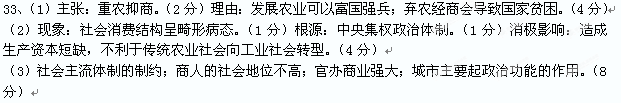 33、（1）主张：重农抑商。（2 分）理由：发展农业可以富国强兵；弃农经商会导致国家贫困。（4 分）
（2）现象：社会消费结构呈畸形病态。（1 分）根源：中央集权政治体制。（1 分）消极影响：造成
生产资本短缺，不利于传统农业社会向工业社会转型。（4 分）
（3）社会主流体制的制约；商人的社会地位不高；官办商业强大；城市主要起政治功能的作用。（8
分）